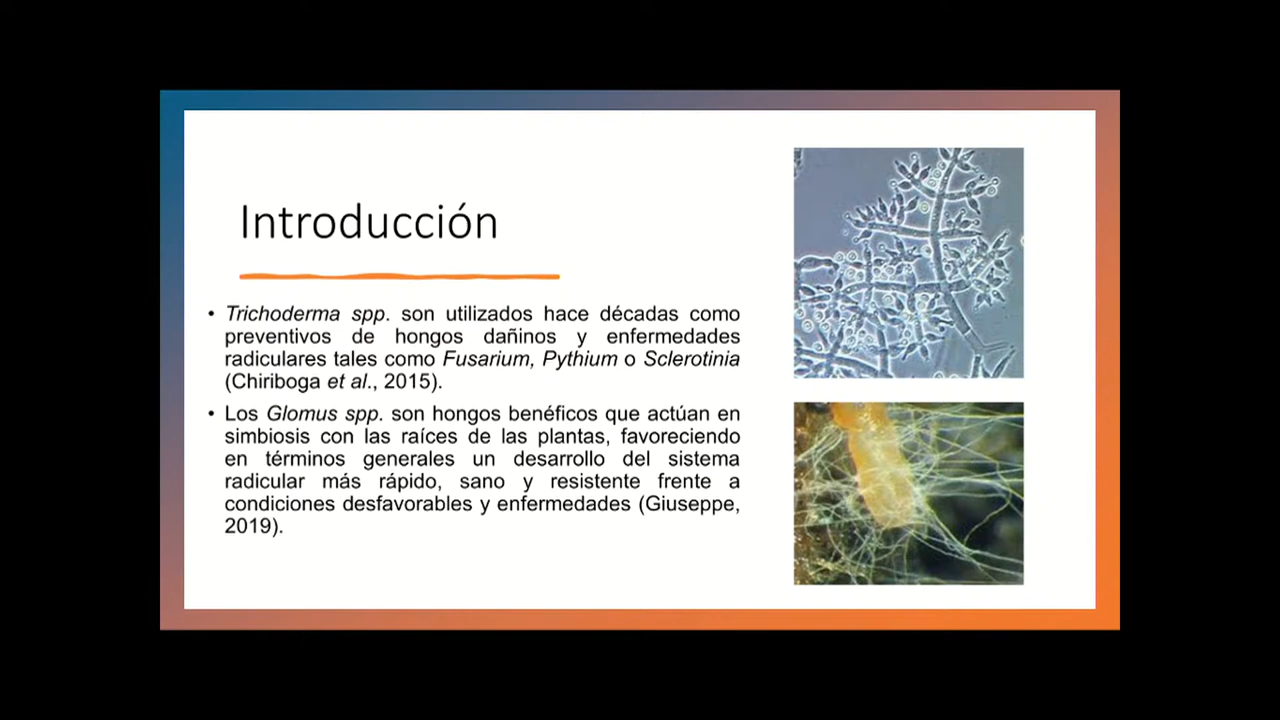 Introducción
• Trichoderma spp. son utilizados hace décadas como
preventivos de hongos dañinos y enfermedades
radiculares tales como Fusarium, Pythium o Sclerotinia
(Chiriboga et al., 2015).
• Los Glomus spp. son hongos benéficos que actúan en
simbiosis con las raíces de las plantas, favoreciendo
en términos generales un desarrollo del sistema
radicular más rápido, sano y resistente frente a
condiciones desfavorables y enfermedades (Giuseppe,
2019).